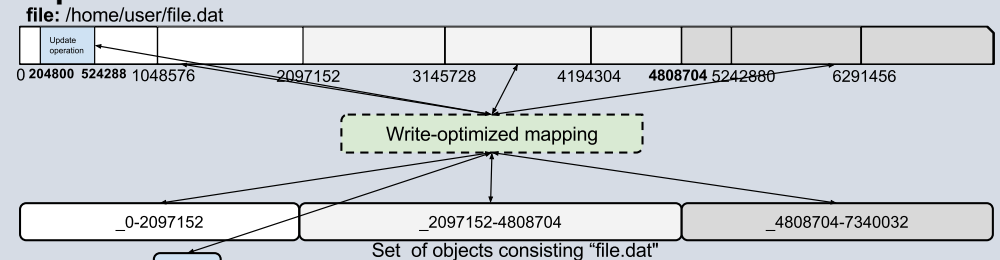 file: /home/user/file.dat
Update
operation
0 204800 524288 1048576 2097152 3145728 4194304 4808704 5242880 6291456
Write-optimized mapping
_0-2097152 _2097152-4808704 _4808704-7340032
Set of objects consisting “file.dat"